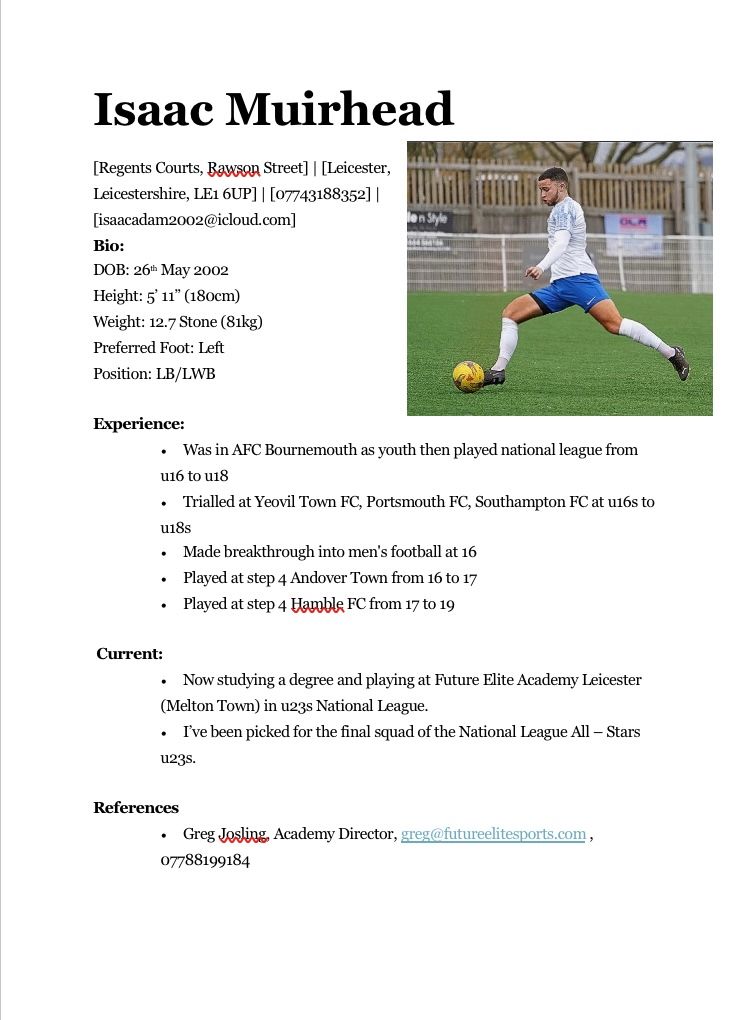 Isaac Muirhead
[Regents Courts, Rawson Street] | [Leicester,
Leicestershire, LE1 6UP] | [07743188352] |
[isaacadam2002@icloud.com]
Bio:
DOB: 26th May 2002
Height: 5’ 11” (180cm)
Weight: 12.7 Stone (81kg)
Preferred Foot: Left
Position: LB/LWB
Experience:
• Was in AFC Bournemouth as youth then played national league from
u16 to u18
• Trialled at Yeovil Town FC, Portsmouth FC, Southampton FC at u16s to
u18s
• Made breakthrough into men's football at 16
• Played at step 4 Andover Town from 16 to 17
• Played at step 4 Hamble FC from 17 to 19
Current:
• Now studying a degree and playing at Future Elite Academy Leicester
(Melton Town) in u23s National League.
• I’ve been picked for the final squad of the National League All – Stars
u23s.
References
• Greg Josling, Academy Director, greg@futureelitesports.com ,
07788199184